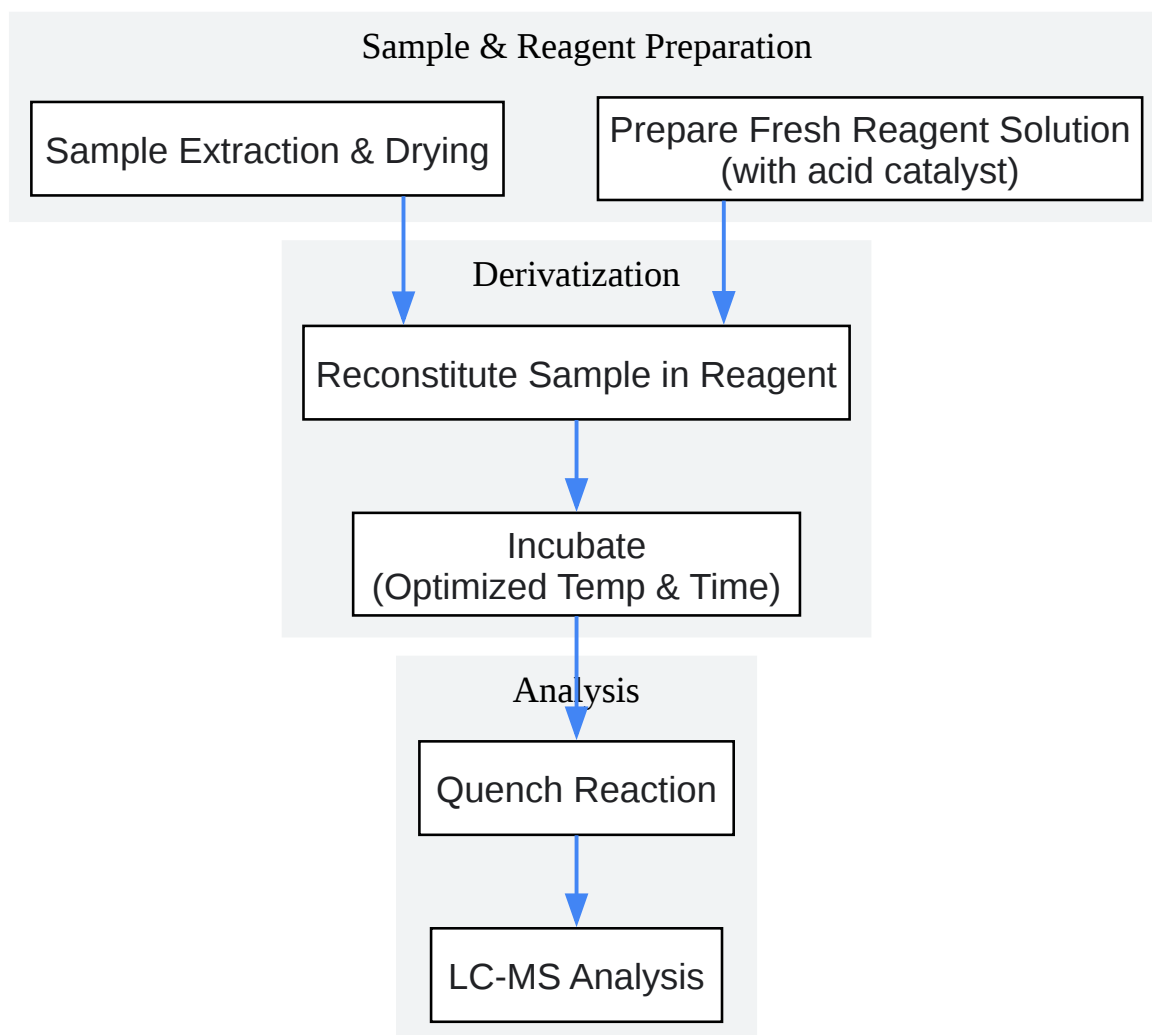 Sample & Reagent Preparation
Sample Extraction & Drying
Prepare Fresh Reagent Solution
(with acid catalyst)
Derivatization
Reconstitute Sample in Reagent
Incubate
(Optimized Temp & Time)
Analysis
Quench Reaction
LC-MS Analysis